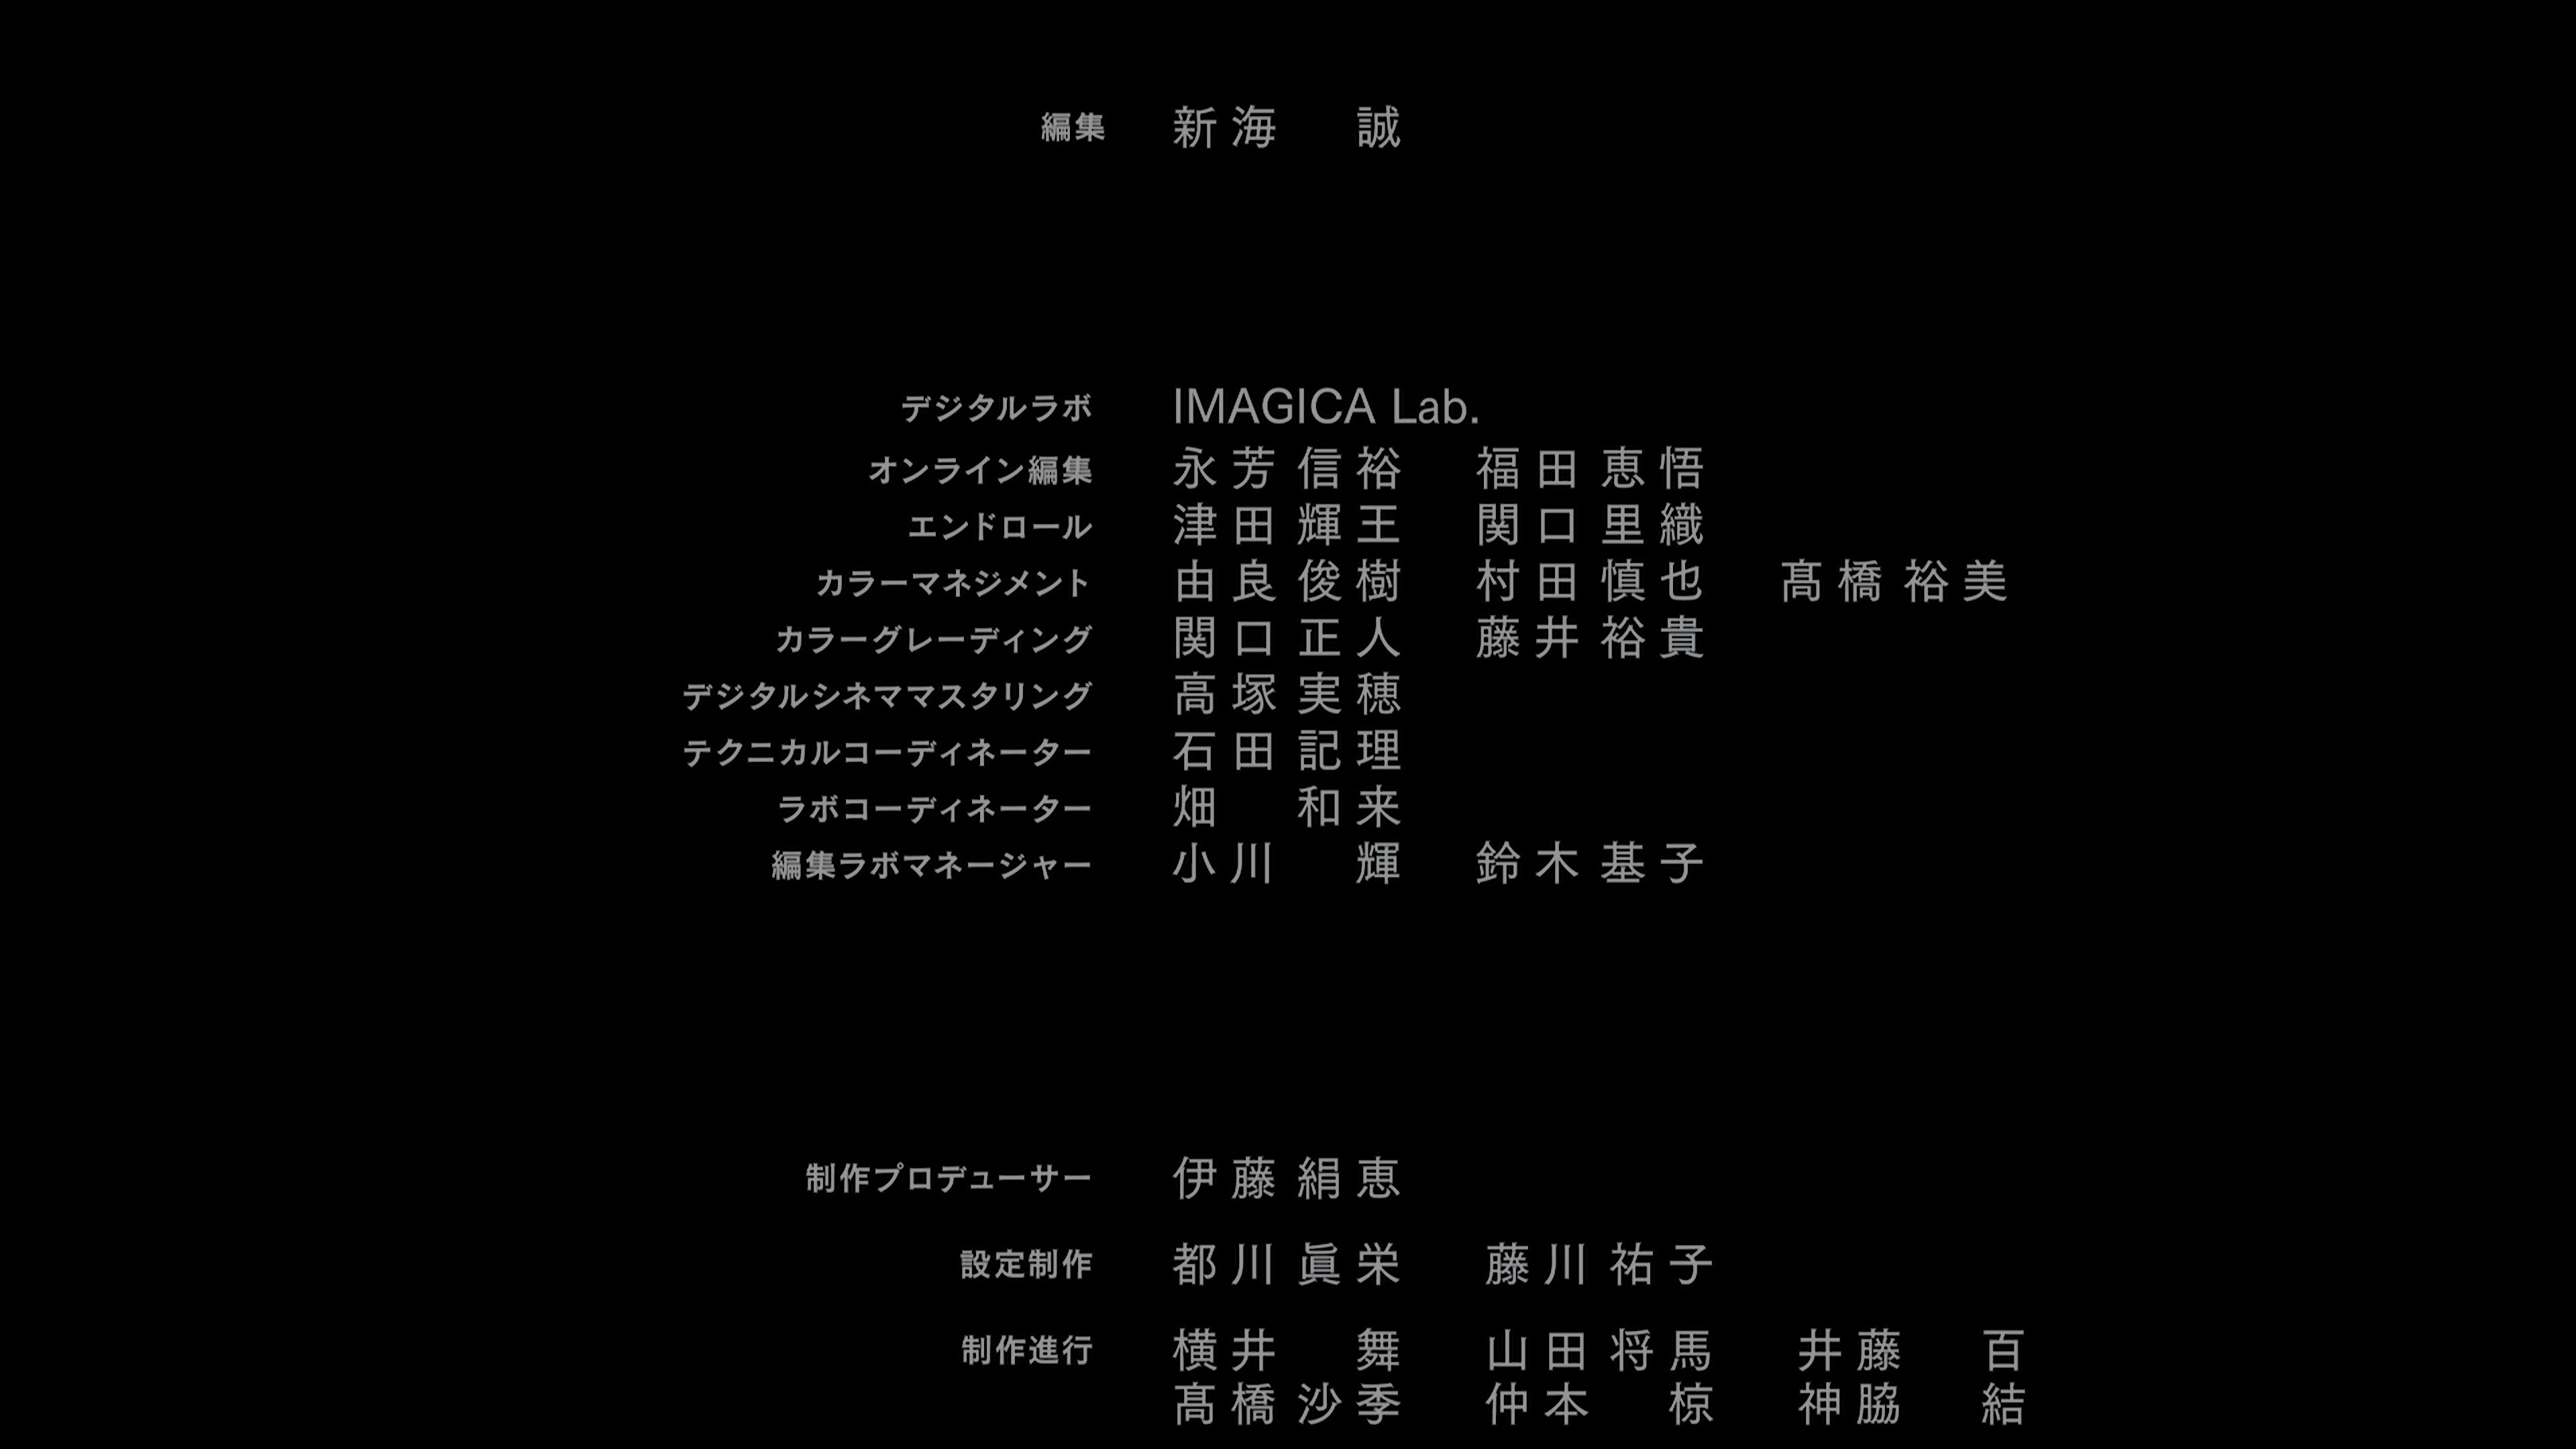 編集 新海 誠
デジタルラボ IMAGICA Lab.
オンライン編集 永芳信裕 福田恵悟
エンドロール 津田輝王 関口里織
カラーマネジメント 由良俊樹 村田慎也 髙橋裕美
カラーグレーディング 関口正人 藤井裕貴
デジタルシネママスタリング 高塚実穂
テクニカルコーディネーター 石田記理
ラボコーディネーター 畑 和来
編集ラボマネージャー 小川 輝 鈴木基子
制作プロデューサー 伊藤絹恵
設定制作 都川眞栄 藤川祐子
制作進行 横井 舞 山田将馬 井藤 百
髙橋沙季 仲本 椋 神脇 結